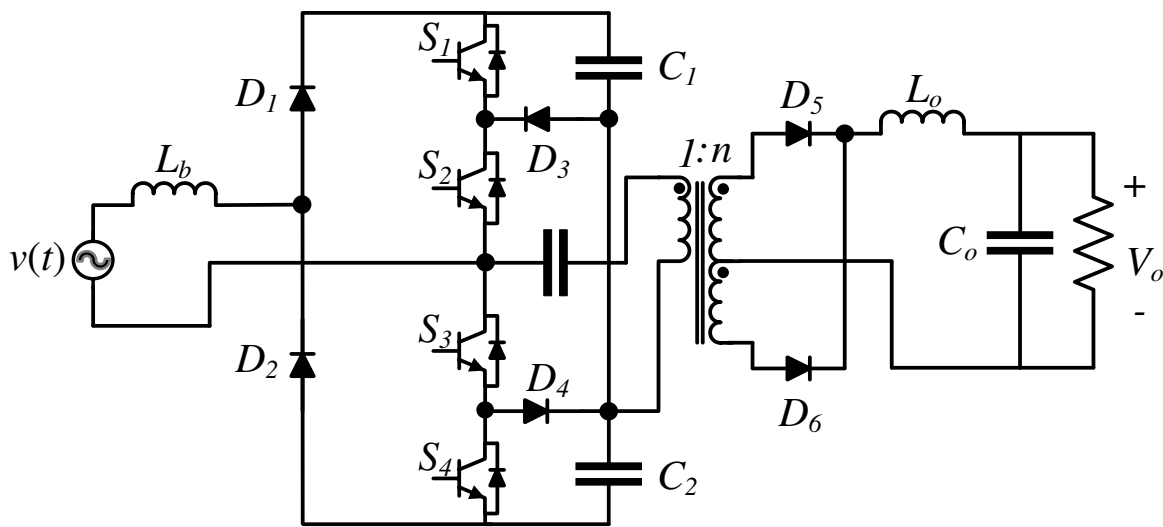 S1
C1
D1
D5
Lo
1:n
D3
S2
Lb
+
v(t)
Co
Vo
-
S3
D2
D4
D6
S4
C2